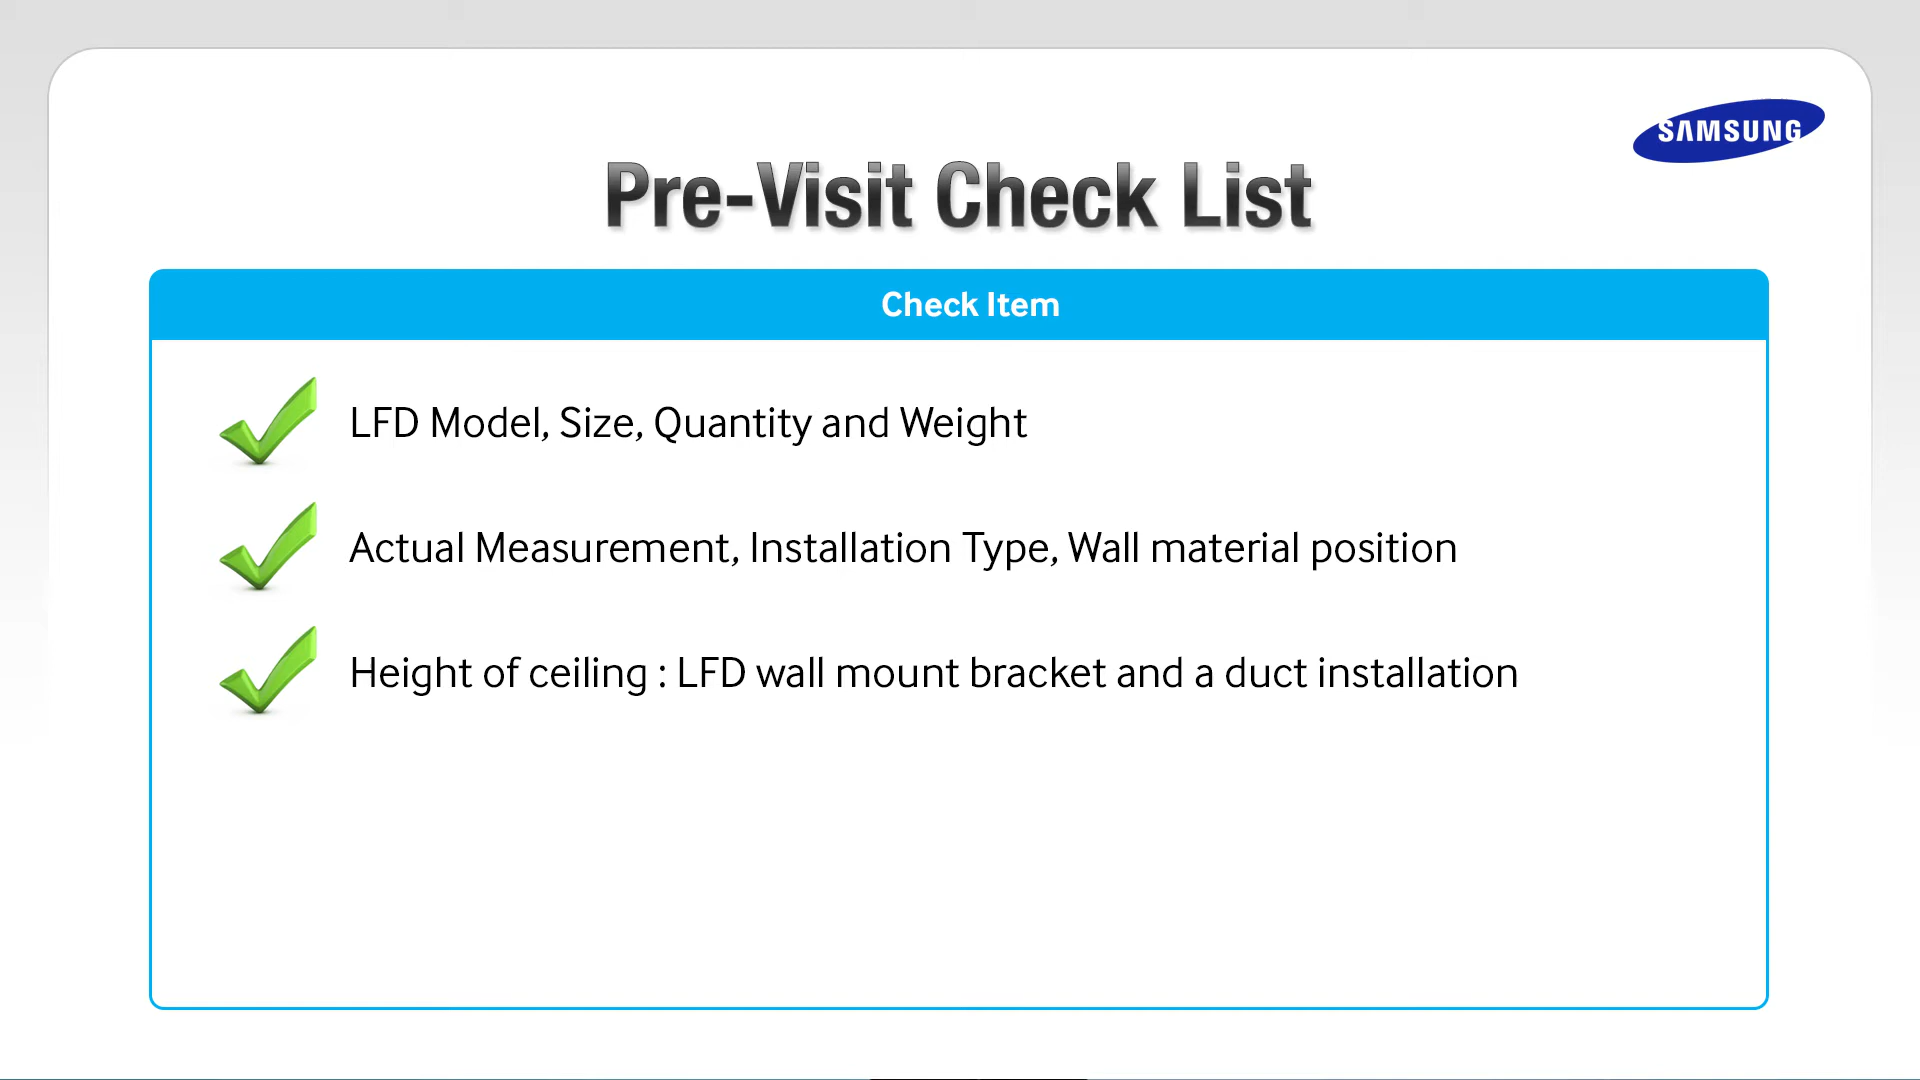 SAMSUNG
Pre-Visit Check List
Check Item
LFD Model, Size, Quantity and Weight
Actual Measurement, Installation Type, Wall material position
Height of ceiling : LFD wall mount bracket and a duct installation